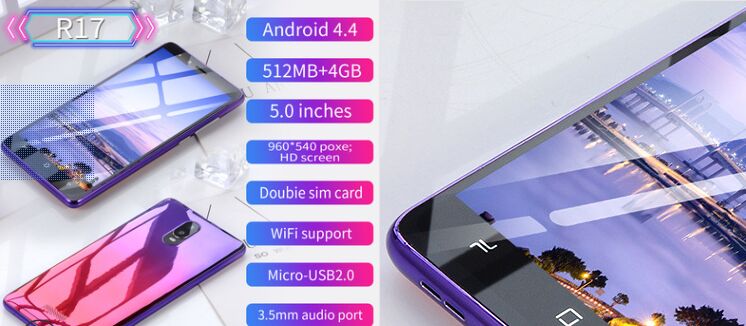 R17
Android 4.4
512MB+4GB
5.0 inches
960*540 poxe;
HD screen
Doubie sim card
WiFi support
Micro-USB2.0
3.5mm audio port